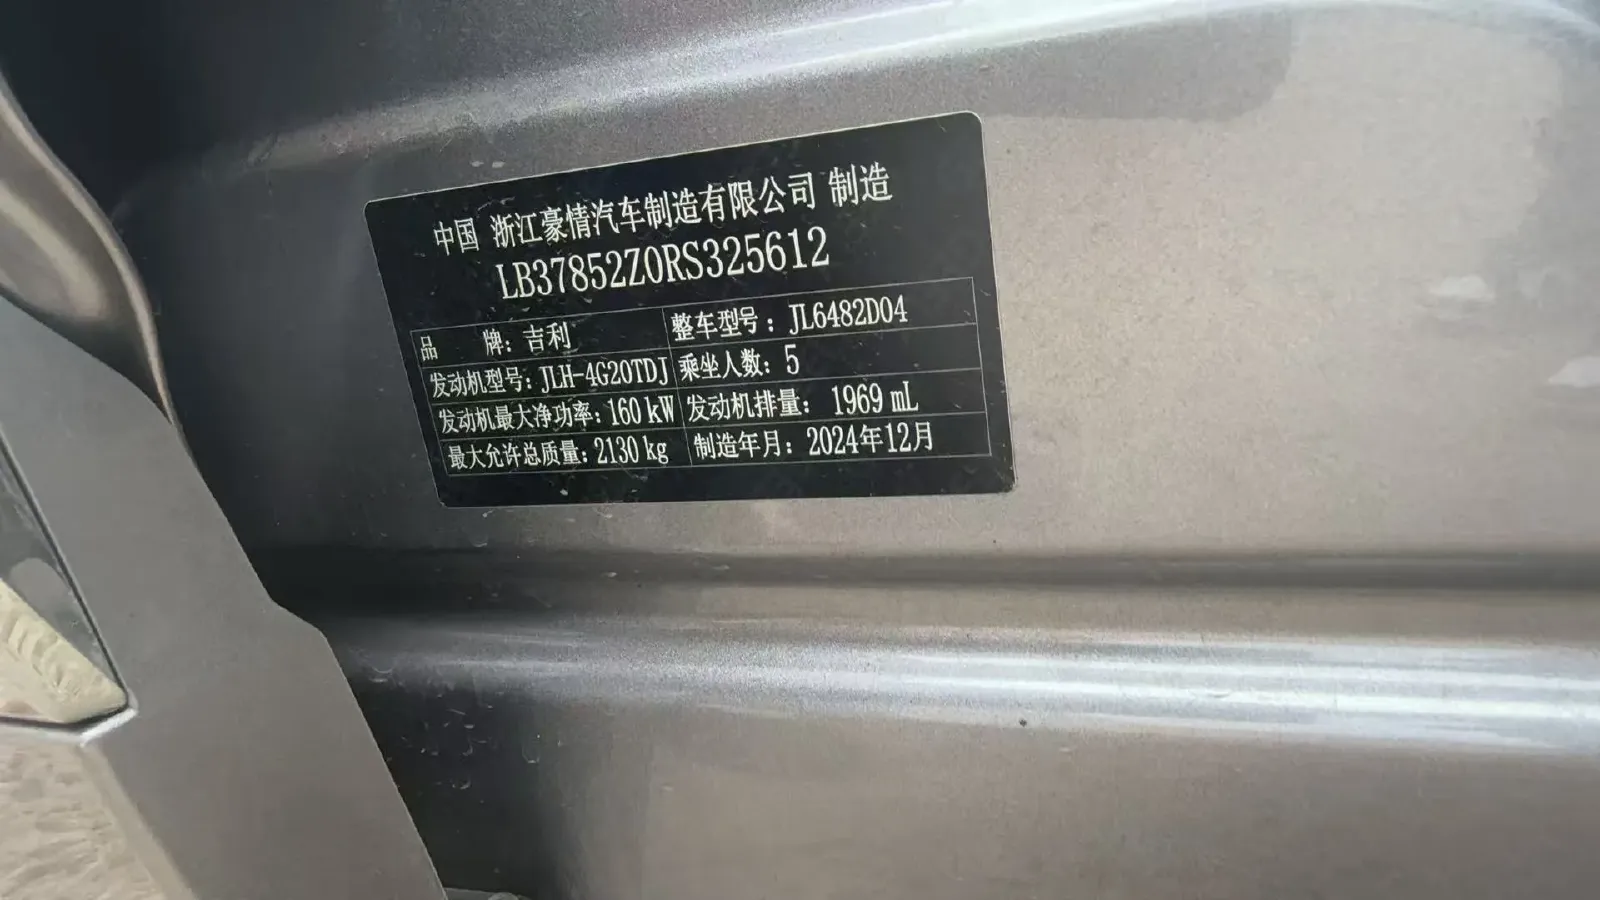 中国 浙江豪情汽车制造有限公司 制造
LB37852Z0RS325612
品 牌：吉利 整车型号：JL6482D04
发动机型号：JLH-4G20TDJ 乘坐人数：5
发动机最大净功率：160 kW 发动机排量：1969 mL
最大允许总质量：2130 kg 制造年月：2024年12月